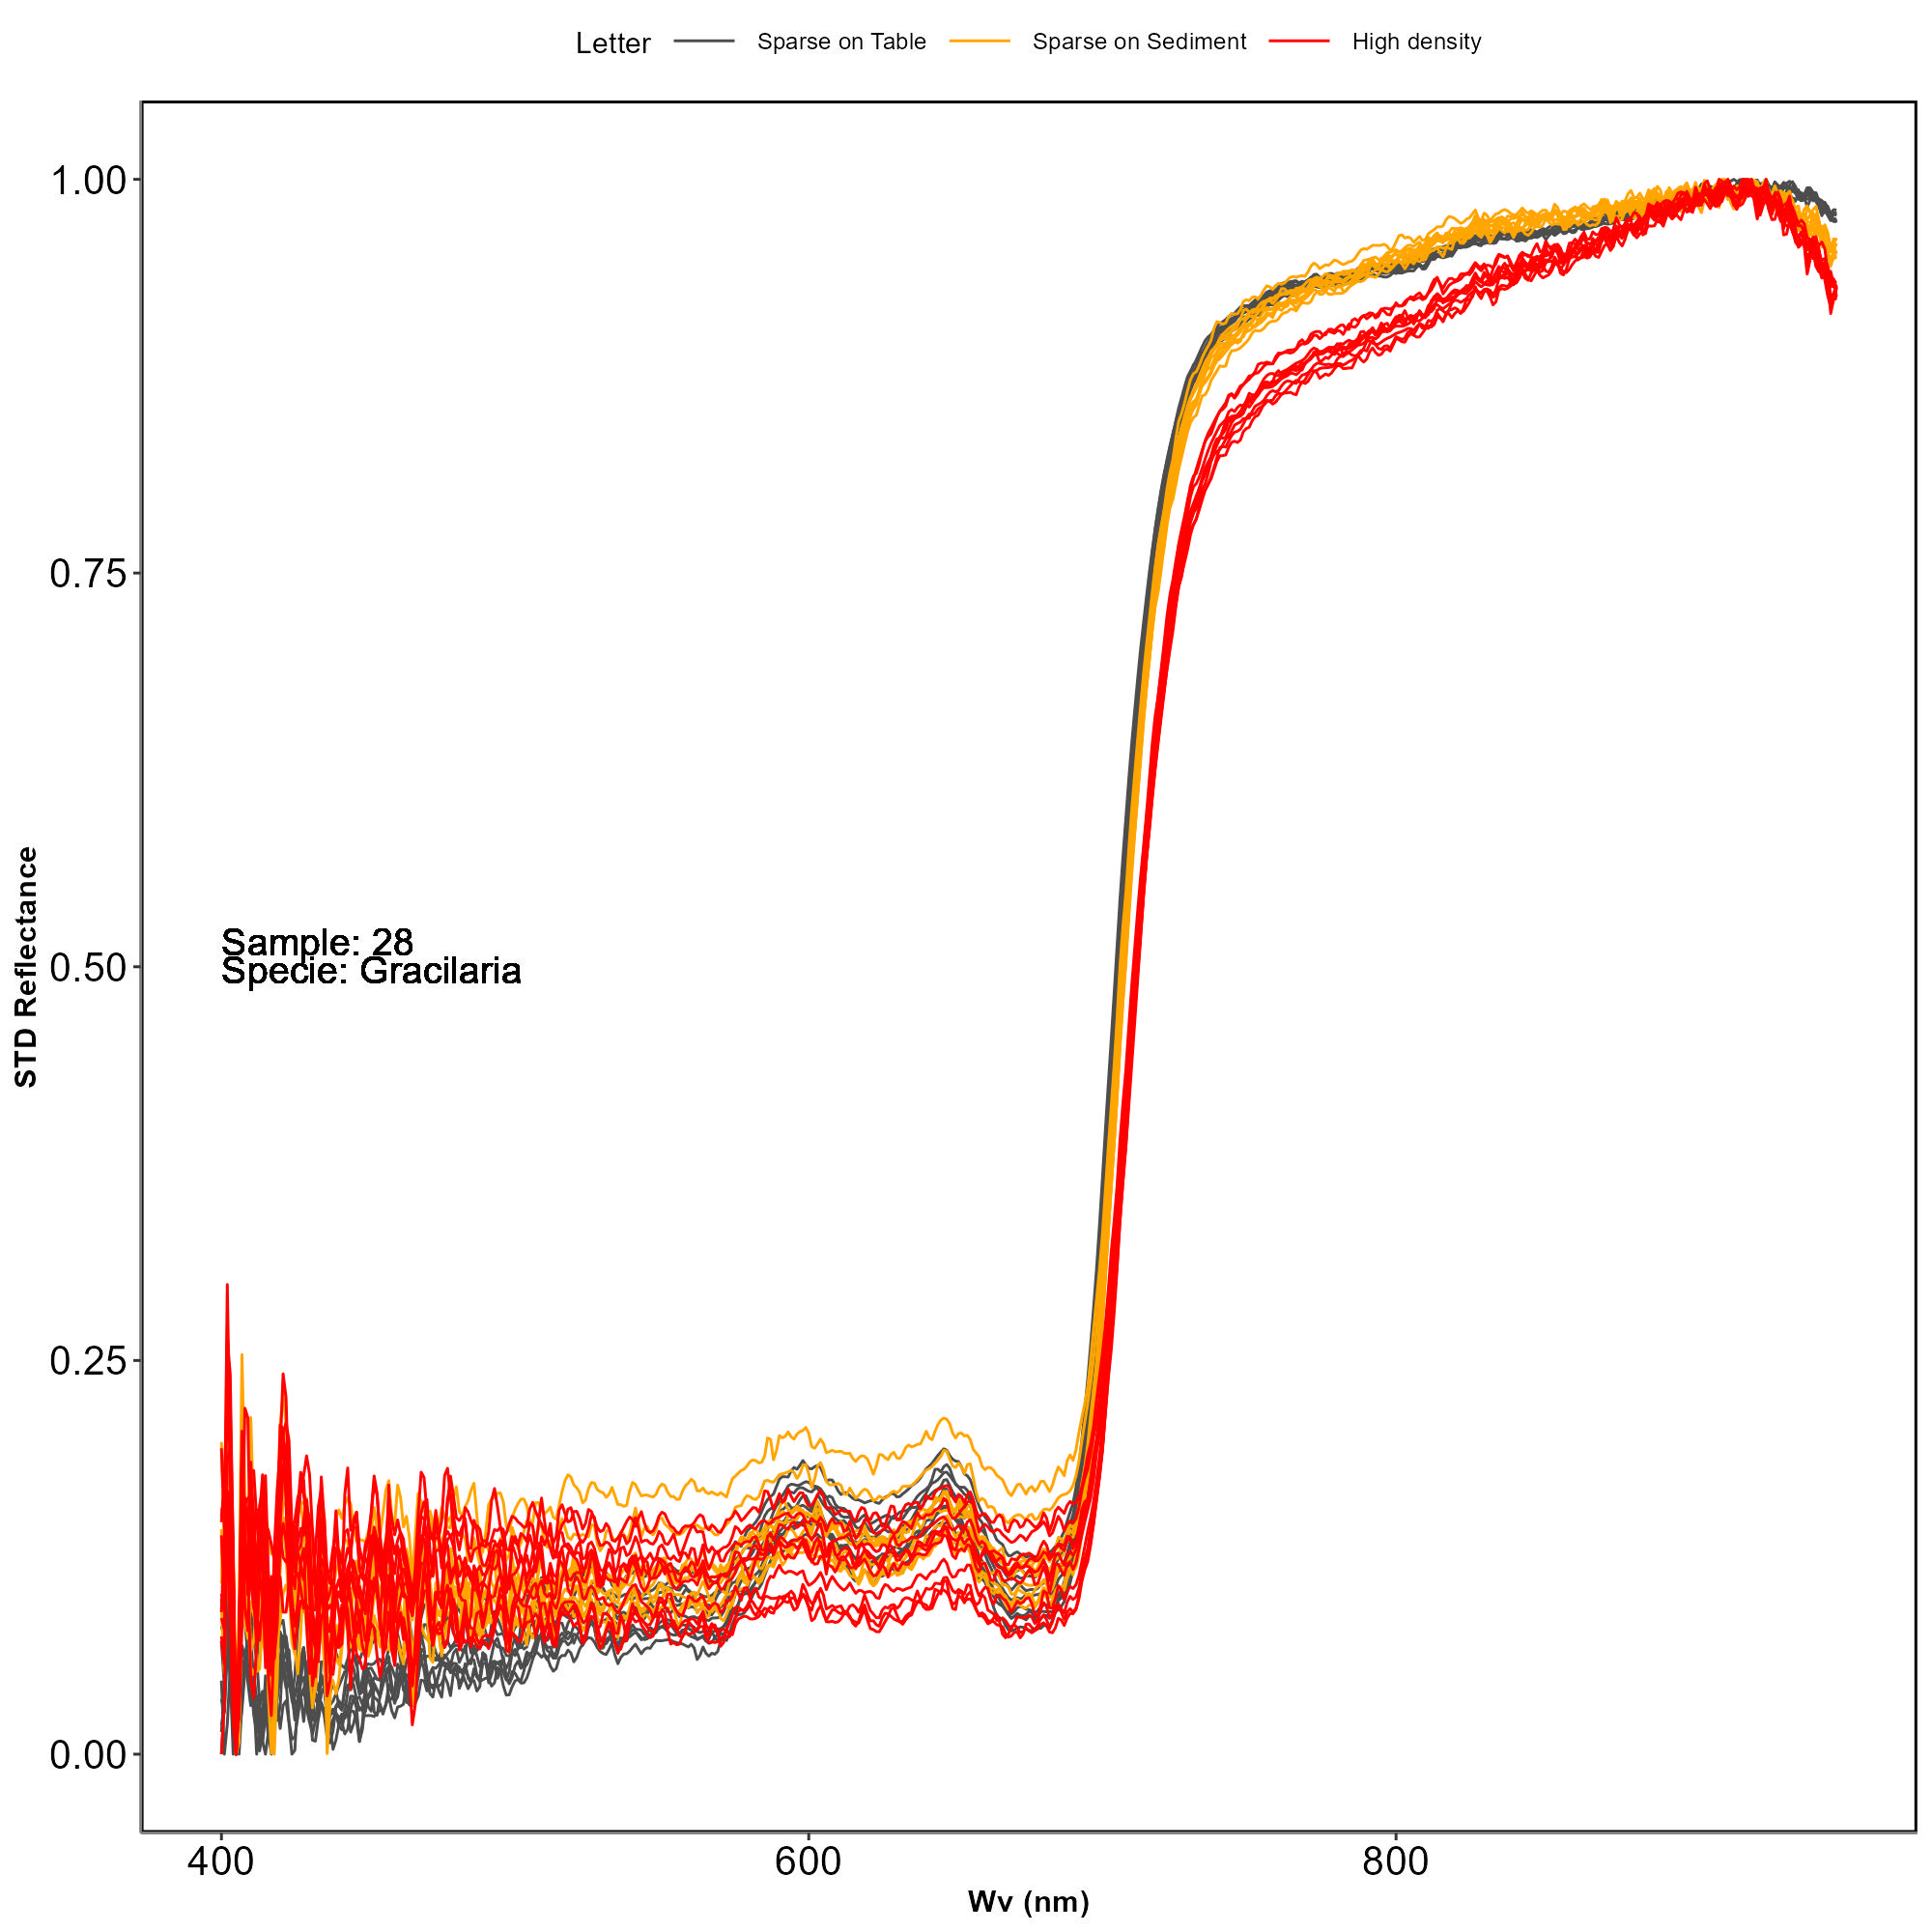 Letter Sparse on Table Sparse on Sediment High density
1.00
0.75
0.50
0.25
0.00
STD Reflectance
Sample: 28
Specie: Gracilaria
400 600 800
Wv (nm)